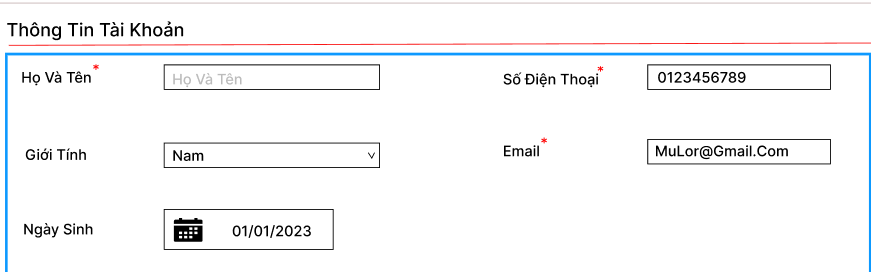 Thông Tin Tài Khoản
Họ Và Tên* Họ Và Tên Số Điện Thoại* 0123456789
Giới Tính Nam Email* MuLor@Gmail.Com
Ngày Sinh 01/01/2023